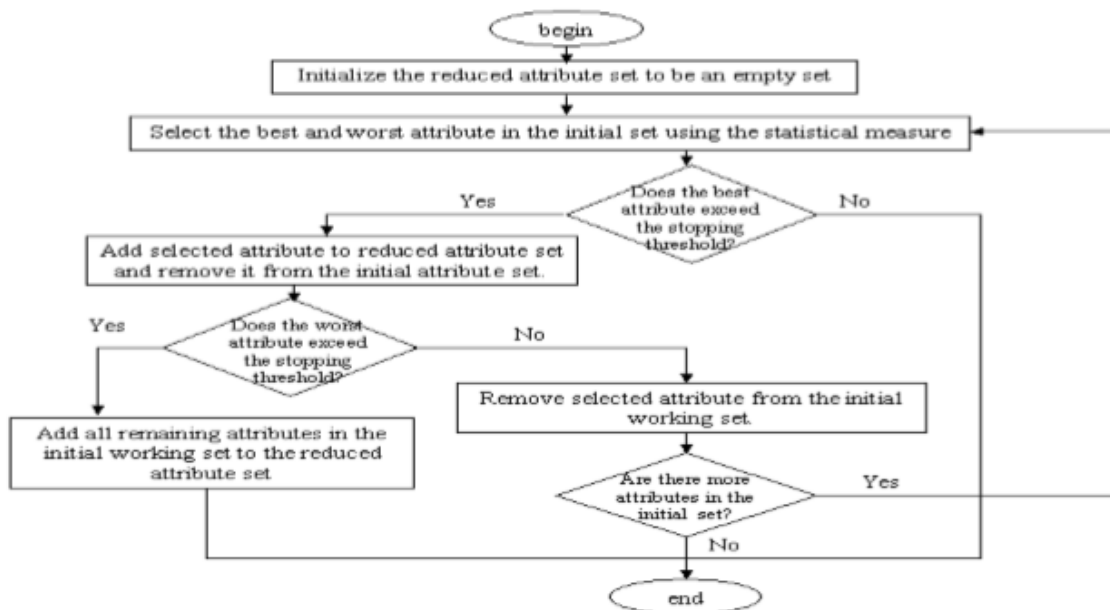 begin
Initialize the reduced attribute set to be an empty set
Select the best and worst attribute in the initial set using the statistical measure
Does the best
attribute exceed
the stopping
threshold?
Yes
No
Add selected attribute to reduced attribute set
and remove it from the initial attribute set.
Does the worst
attribute exceed
the stopping
threshold?
Yes
No
Remove selected attribute from the initial
working set.
Add all remaining attributes in the
initial working set to the reduced
attribute set
Are there more
attributes in the
initial set?
Yes
No
end